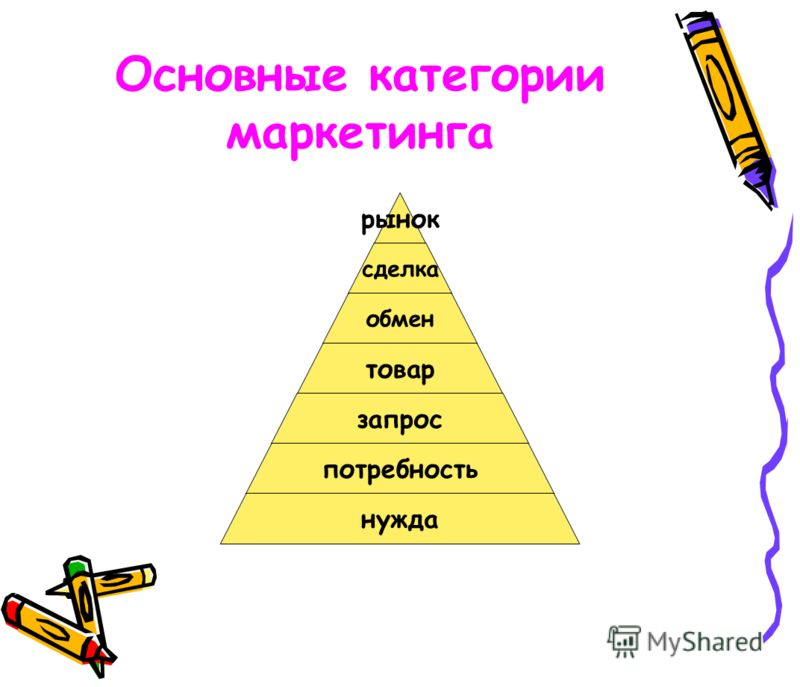 Основные категории
маркетинга
рынок
сделка
обмен
товар
запрос
потребность
нужда
MyShared